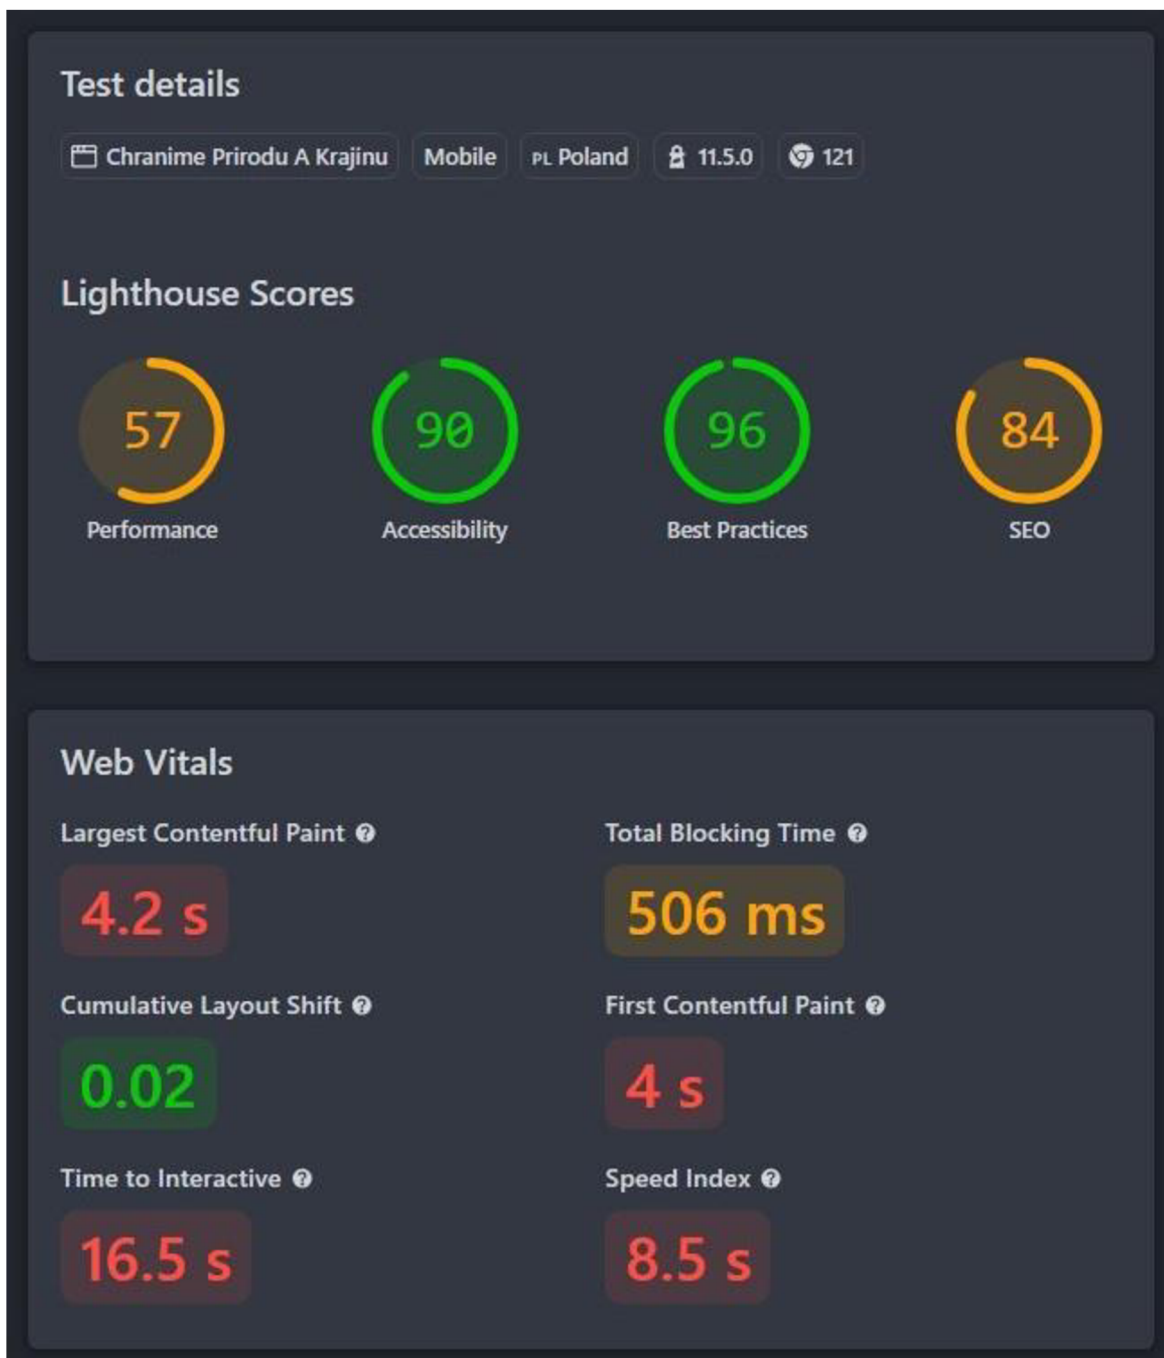 Test details
Chranime Prirodu A Krajinu Mobile PL Poland 11.5.0 121
Lighthouse Scores
57 90 96 84
Performance Accessibility Best Practices SEO
Web Vitals
Largest Contentful Paint ? Total Blocking Time ?
4.2 s 506 ms
Cumulative Layout Shift ? First Contentful Paint ?
0.02 4 s
Time to Interactive ? Speed Index ?
16.5 s 8.5 s